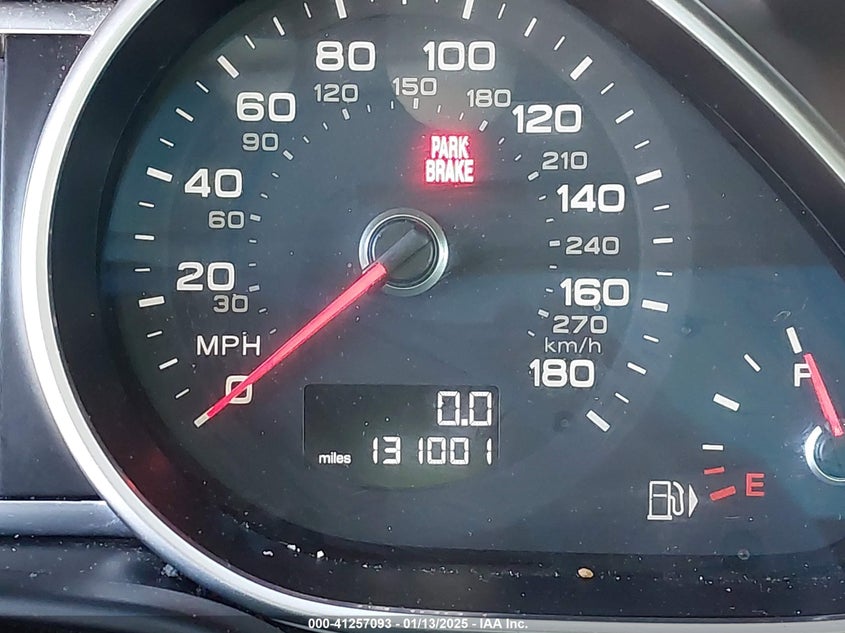 80 100
60 120 150 180 120
90
PARK
BRAKE
40 210
60 140
240
20 160
30 270
MPH km/h
0 180
0.0
miles 131001
F
E
000-41257093 — 01/13/2025 — IAA Inc.